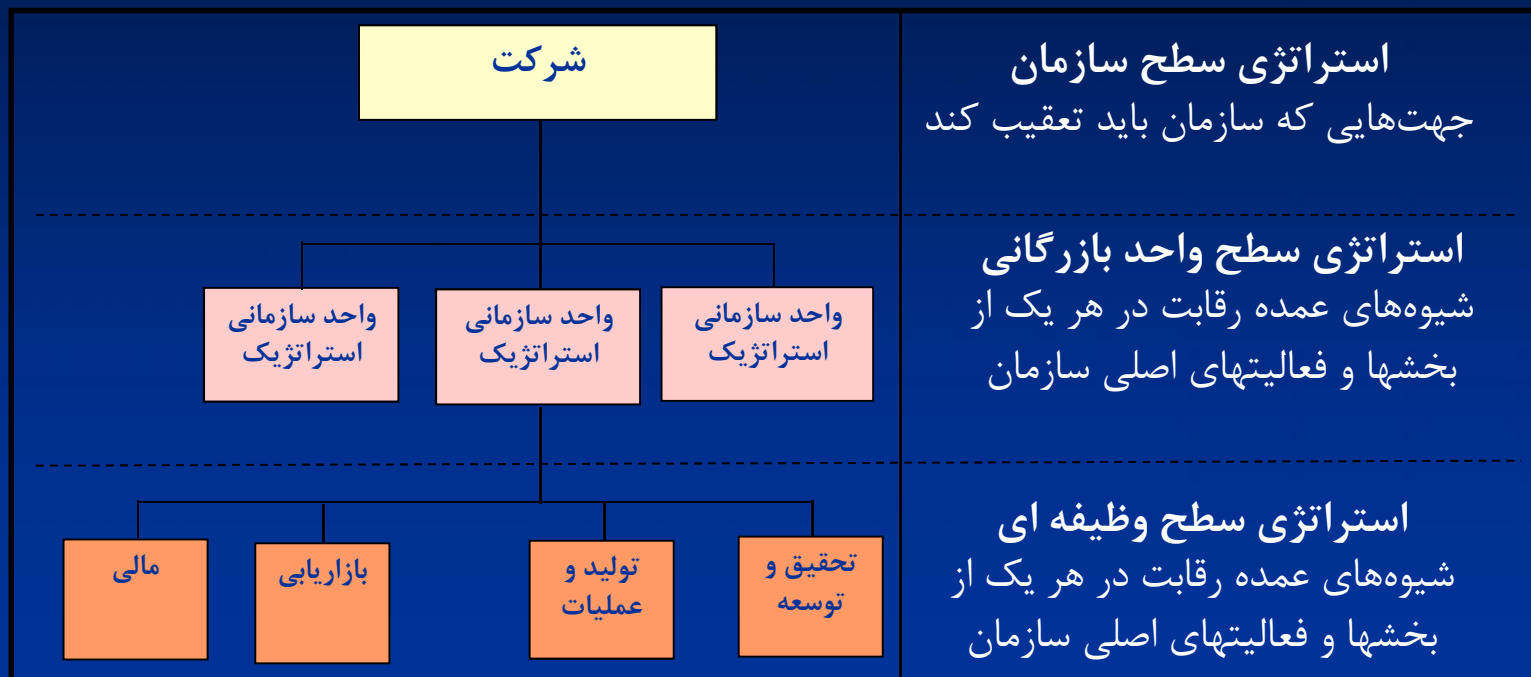 استراتژی سطح سازمان
جهت‌هایی که سازمان باید تعقیب کند
شرکت
استراتژی سطح واحد بازرگانی
شیوه‌های عمده رقابت در هر یک از
بخشها و فعالیتهای اصلی سازمان
واحد سازمانی
استراتژیک
واحد سازمانی
استراتژیک
واحد سازمانی
استراتژیک
استراتژی سطح وظیفه ای
شیوه‌های عمده رقابت در هر یک از
بخشها و فعالیتهای اصلی سازمان
تحقیق و
توسعه
تولید و
عملیات
بازاریابی
مالی